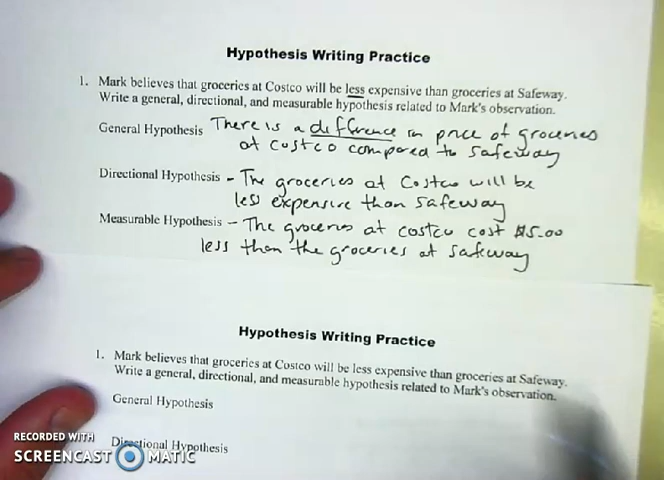 Hypothesis Writing Practice
1. Mark believes that groceries at Costco will be less expensive than groceries at Safeway.
Write a general, directional, and measurable hypothesis related to Mark's observation.
General Hypothesis There is a difference in price of groceries
at Costco compared to Safeway
Directional Hypothesis - The groceries at Costco will be
less expensive than Safeway
Measurable Hypothesis - The groceries at costco cost $5.00
less than the groceries at Safeway
Hypothesis Writing Practice
1. Mark believes that groceries at Costco will be less expensive than groceries at Safeway.
Write a general, directional, and measurable hypothesis related to Mark's observation.
General Hypothesis
Directional Hypothesis
RECORDED WITH
SCREENCAST MATIC